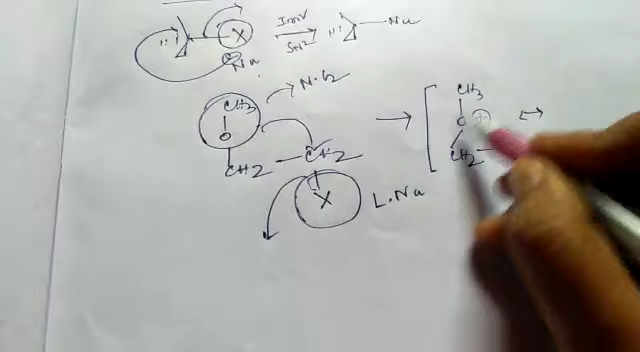 X Inv Nu
SN2
Nu
CH3 → N.G
O
CH2 — CH2
X L.Nu
→ [ CH3
O ⊕ ↔
CH2 —